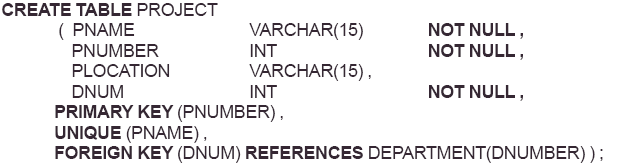 CREATE TABLE PROJECT
( PNAME VARCHAR(15) NOT NULL ,
PNUMBER INT NOT NULL ,
PLOCATION VARCHAR(15) ,
DNUM INT NOT NULL ,
PRIMARY KEY (PNUMBER) ,
UNIQUE (PNAME) ,
FOREIGN KEY (DNUM) REFERENCES DEPARTMENT(DNUMBER) ) ;